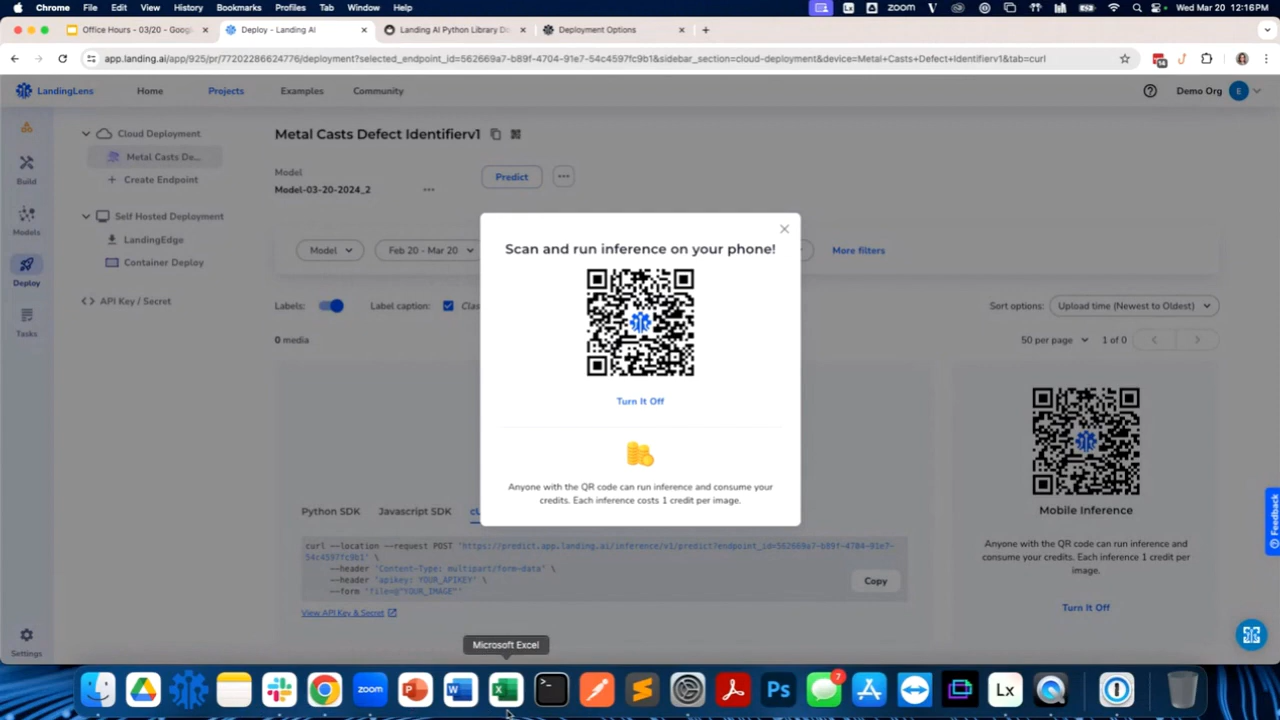 Chrome File Edit View History Bookmarks Profiles Tab Window Help
zoom Wed Mar 20 12:16 PM
Office Hours - 03/20 - Goog
Deploy - Landing AI
Landing AI Python Library Do
Deployment Options
app.landing.ai/app/925/pr/77202286624776/deployment?selected_endpoint_id=562669a7-b89f-4704-91e7-54c4597fc9b1&sidebar_section=cloud-deployment&device=Metal+Casts+Defect+Identifierv1&tab=curl
LandingLens Home Projects Examples Community Demo Org E
Cloud Deployment
Metal Casts De...
Create Endpoint
Self Hosted Deployment
LandingEdge
Container Deploy
API Key / Secret
Build
Models
Deploy
Tasks
Settings
Metal Casts Defect Identifierv1
Model
Model-03-20-2024_2
Predict
Model
Feb 20 - Mar 20
More filters
Labels:
Label caption:
Clas
Sort options: Upload time (Newest to Oldest)
0 media
50 per page
1 of 0
Scan and run inference on your phone!
Turn It Off
Anyone with the QR code can run inference and consume your
credits. Each inference costs 1 credit per image.
Python SDK Javascript SDK
curl --location --request POST 'https://predict.app.landing.ai/inference/v1/predict?endpoint_id=562669a7-b89f-4704-91e7-
54c4597fc9b1' \
--header 'Content-Type: multipart/form-data' \
--header 'apikey: YOUR_APIKEY' \
--form 'file=@"YOUR_IMAGE"'
Copy
View API Key & Secret
Mobile Inference
Anyone with the QR code can run inference and
consume your credits. Each inference 1 credit per
image.
Turn It Off
Feedback
Microsoft Excel
zoom
P
W
X
Ps
7
Lx